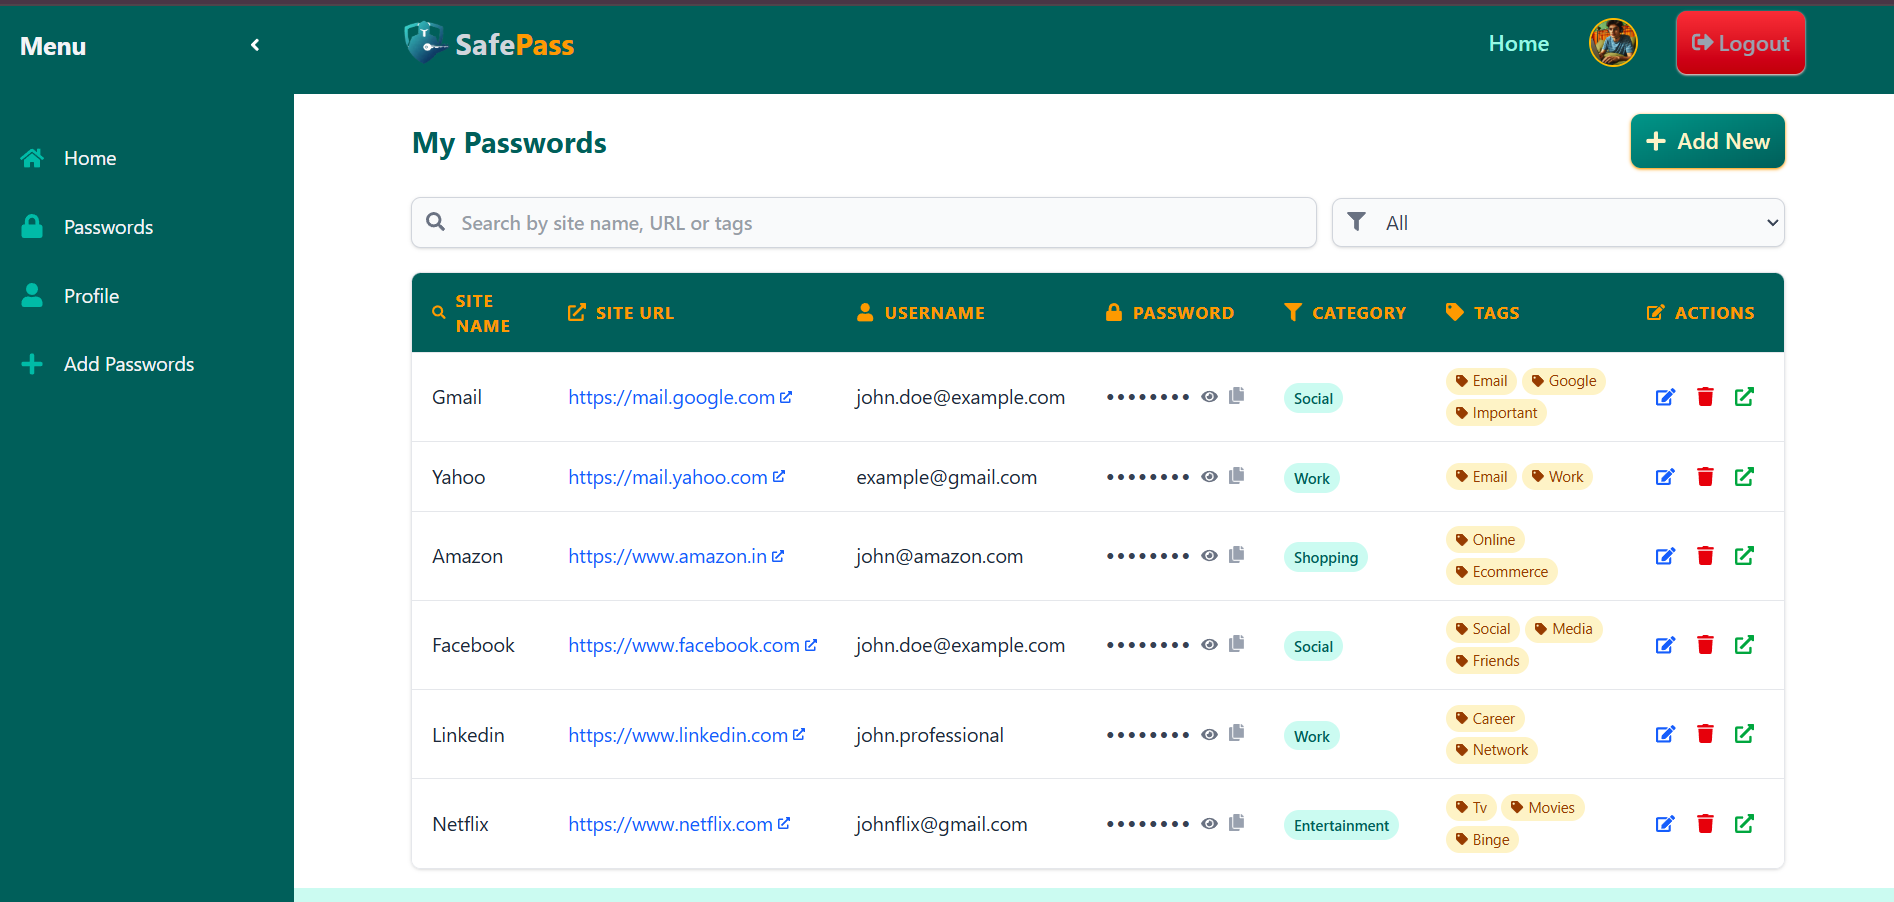 Menu
SafePass
Home
Logout
Home
Passwords
Profile
Add Passwords
My Passwords
Add New
Search by site name, URL or tags
All
SITE NAME SITE URL USERNAME PASSWORD CATEGORY TAGS ACTIONS
Gmail https://mail.google.com john.doe@example.com •••••••• Social Email Google
Important
Yahoo https://mail.yahoo.com example@gmail.com •••••••• Work Email Work
Amazon https://www.amazon.in john@amazon.com •••••••• Shopping Online
Ecommerce
Facebook https://www.facebook.com john.doe@example.com •••••••• Social Social Media
Friends
Linkedin https://www.linkedin.com john.professional •••••••• Work Career
Network
Netflix https://www.netflix.com johnflix@gmail.com •••••••• Entertainment Tv Movies
Binge